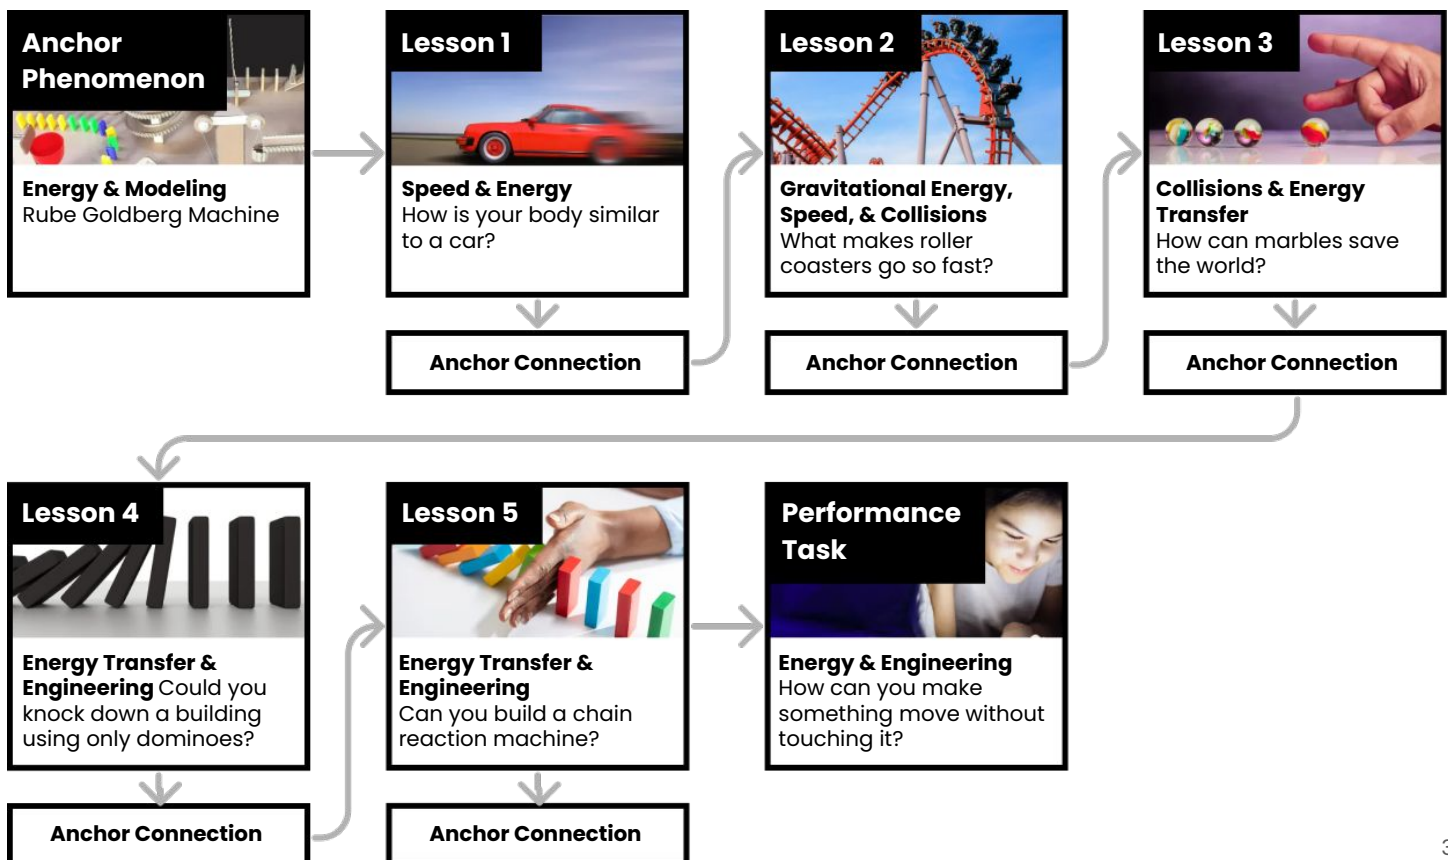 Anchor
Phenomenon
Energy & Modeling
Rube Goldberg Machine
Lesson 1
Speed & Energy
How is your body similar
to a car?
Anchor Connection
Lesson 2
Gravitational Energy,
Speed, & Collisions
What makes roller
coasters go so fast?
Anchor Connection
Lesson 3
Collisions & Energy
Transfer
How can marbles save
the world?
Anchor Connection
Lesson 4
Energy Transfer &
Engineering Could you
knock down a building
using only dominoes?
Anchor Connection
Lesson 5
Energy Transfer &
Engineering
Can you build a chain
reaction machine?
Anchor Connection
Performance
Task
Energy & Engineering
How can you make
something move without
touching it?